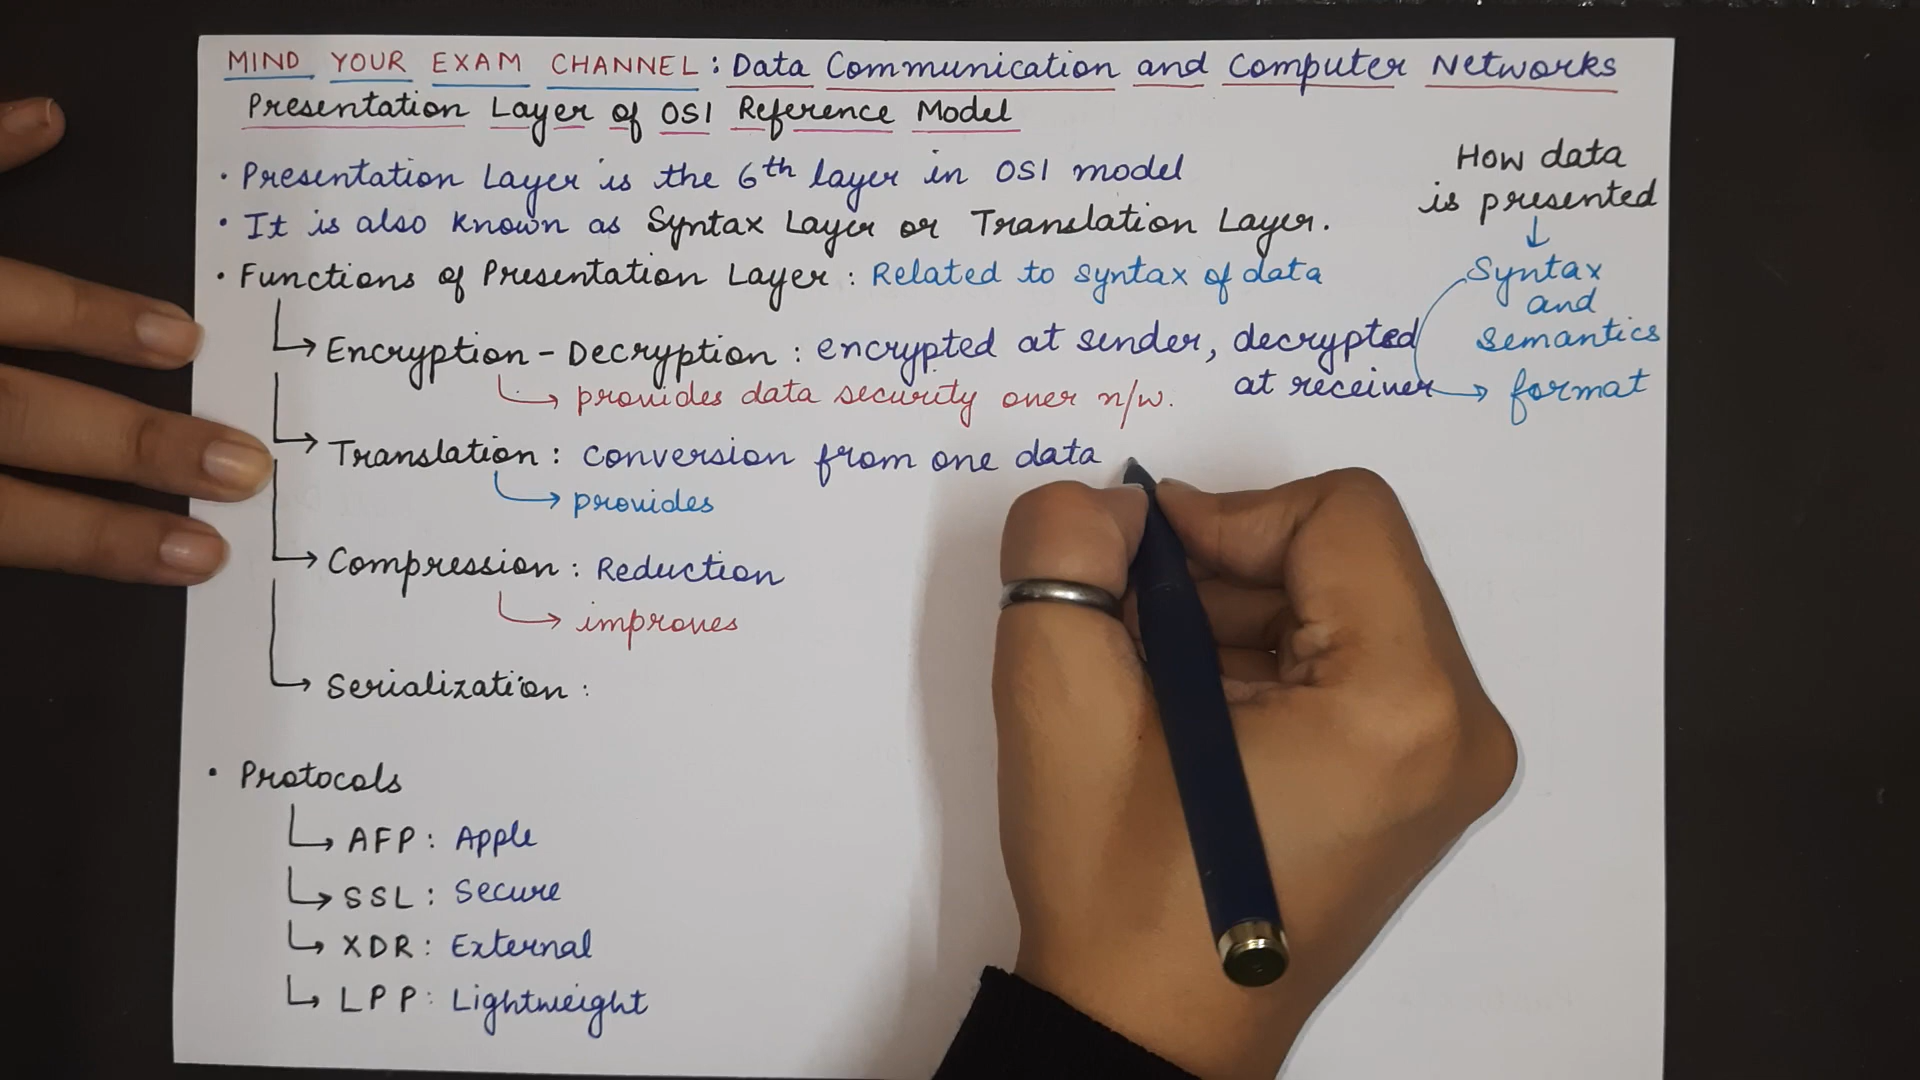 MIND YOUR EXAM CHANNEL: Data Communication and Computer Networks
Presentation Layer of OSI Reference Model
• Presentation Layer is the 6th layer in OSI model
• It is also known as Syntax Layer or Translation Layer.
• Functions of Presentation Layer: Related to syntax of data
Encryption - Decryption: encrypted at sender, decrypted
at receiver
provides data security over n/w.
Translation: conversion from one data
provides
Compression: Reduction
improves
Serialization:
• Protocols
AFP: Apple
SSL: Secure
XDR: External
LPP: Lightweight
How data
is presented
Syntax
and
semantics
format